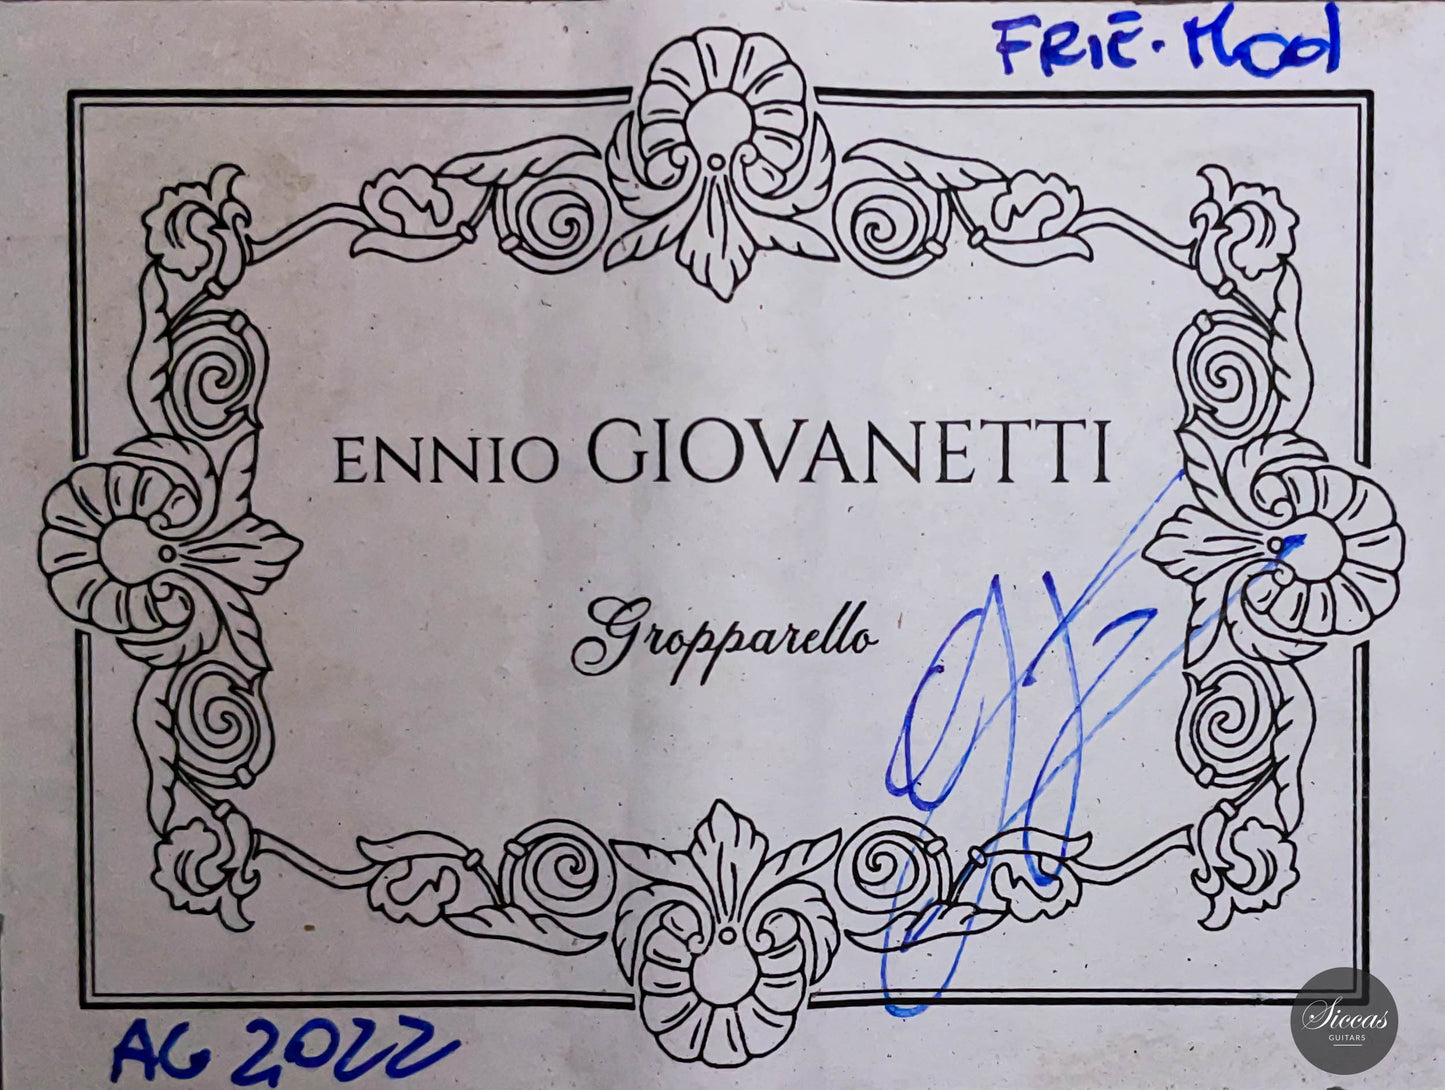 FRIE. Mod
ENNIO GIOVANETTI
Gropparello
AG 2022
Siccas
GUITARS